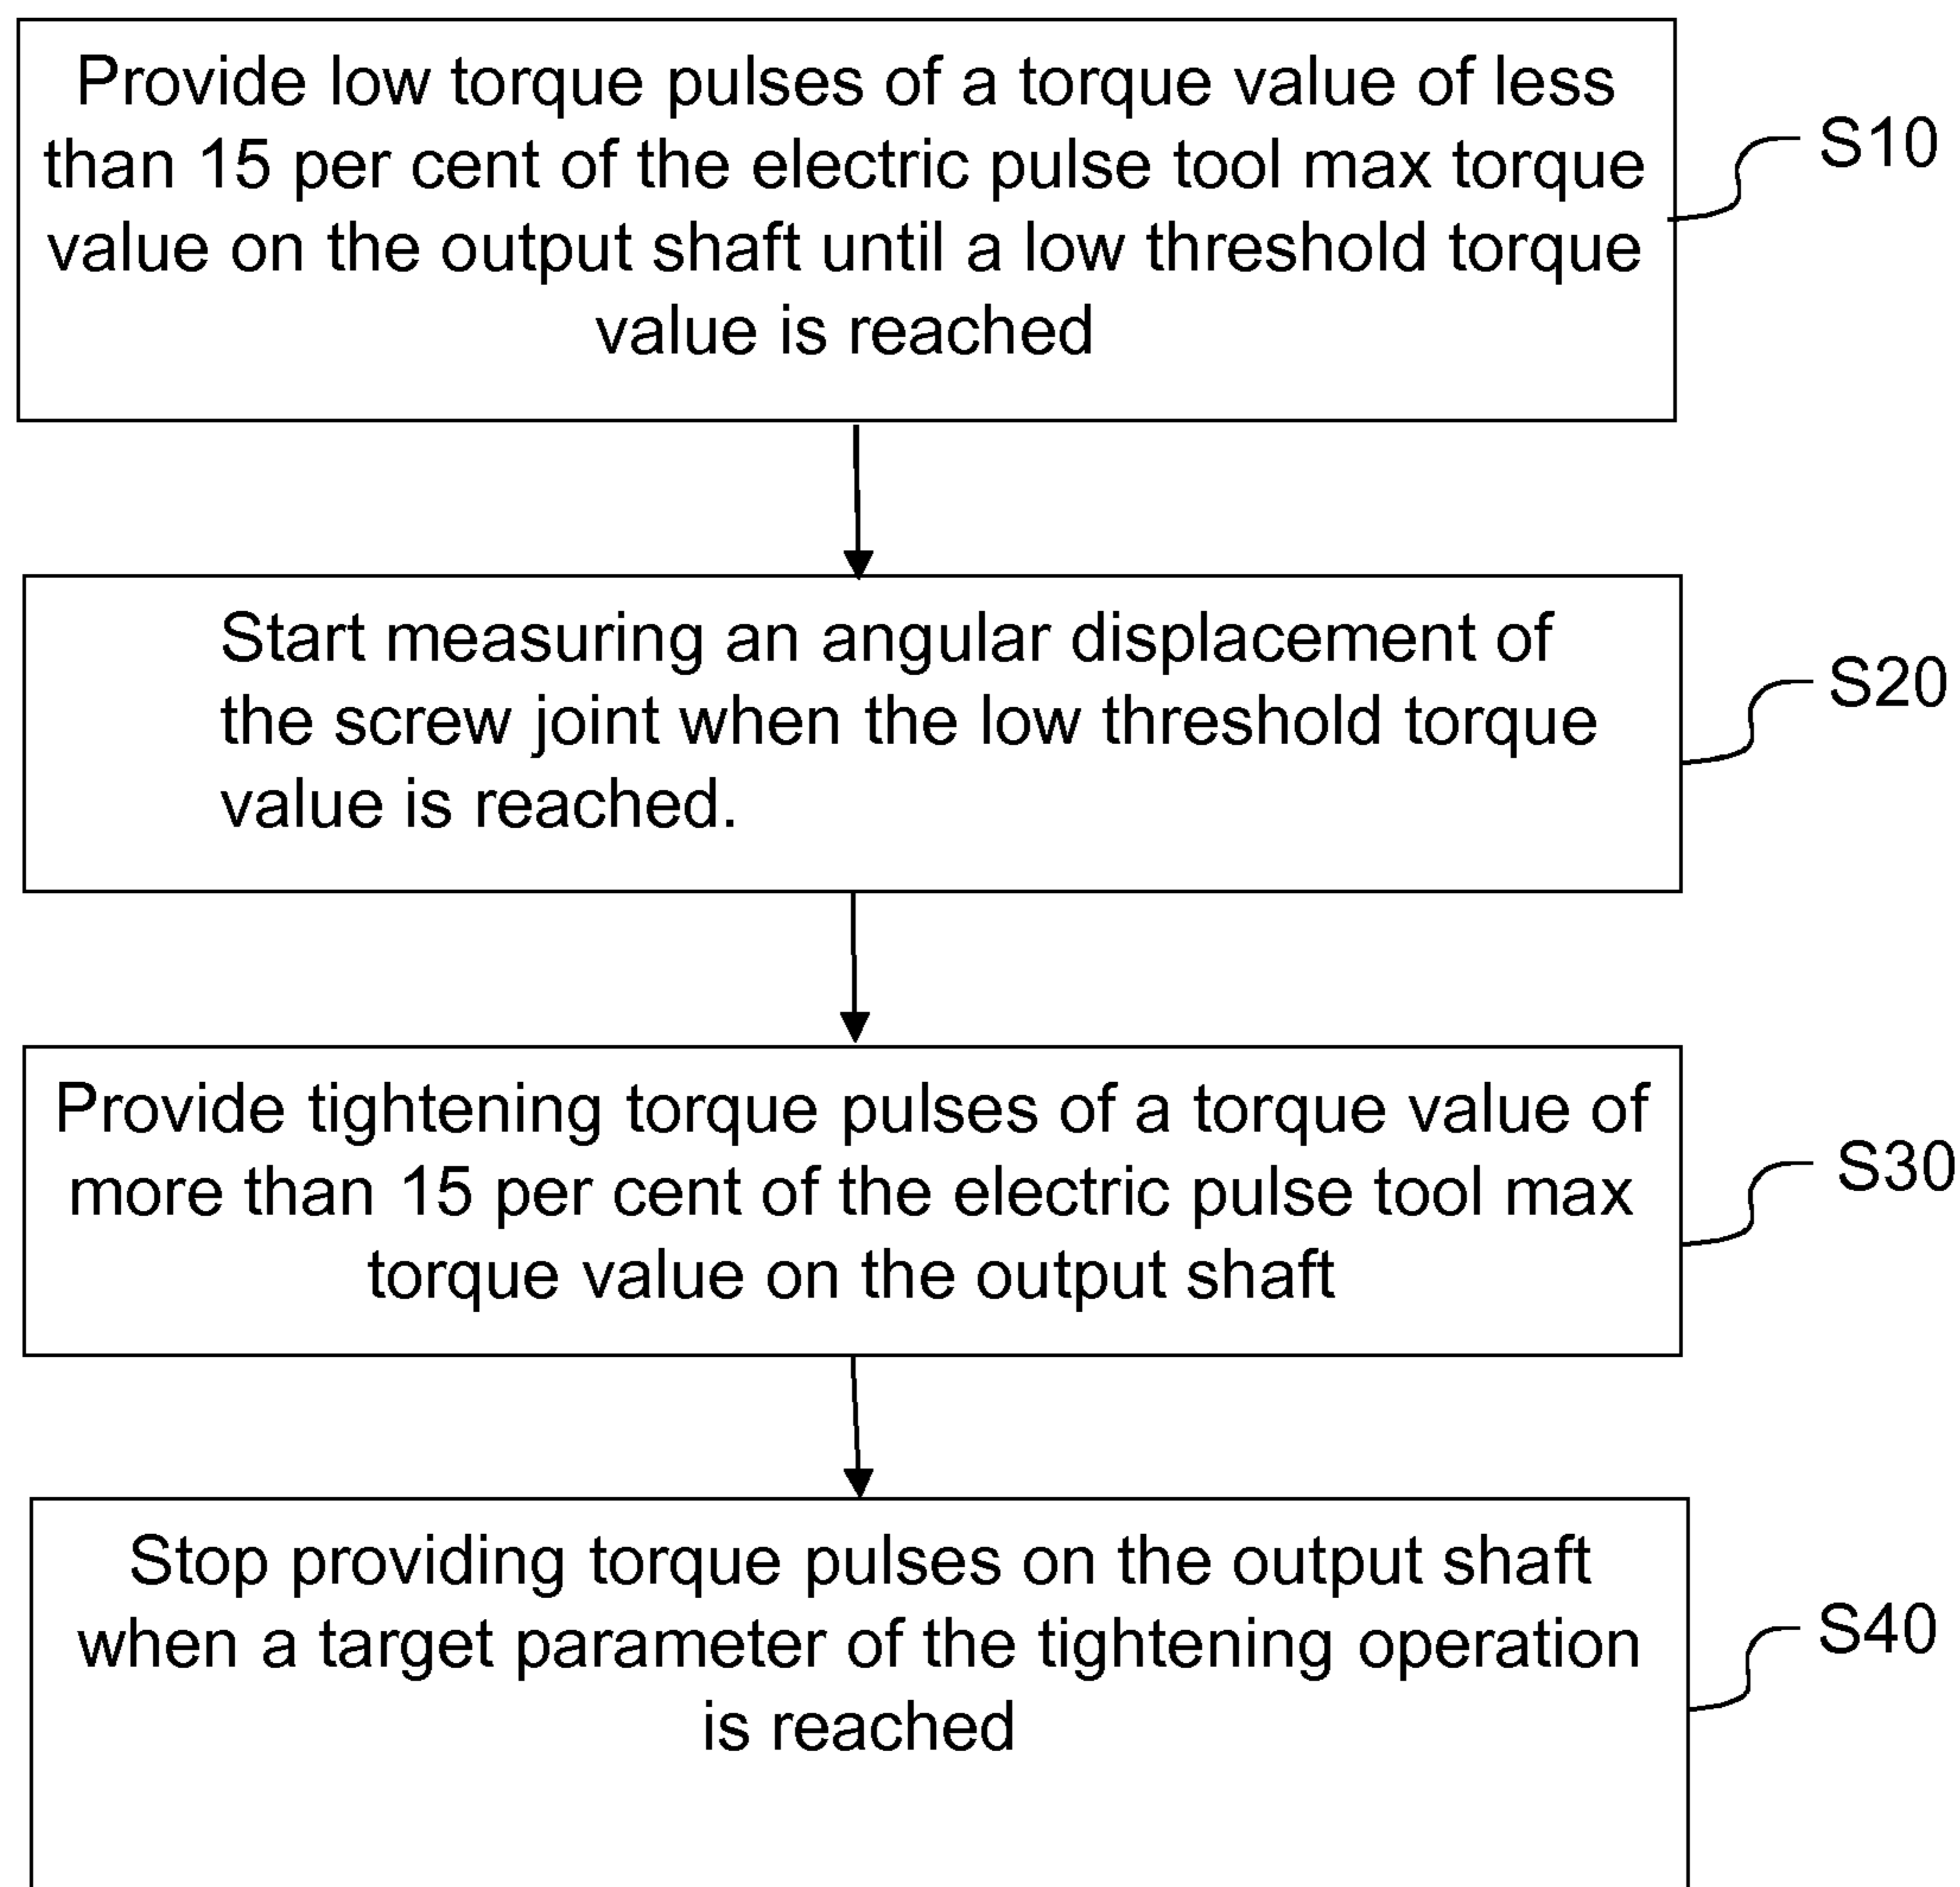 Provide low torque pulses of a torque value of less
than 15 per cent of the electric pulse tool max torque
value on the output shaft until a low threshold torque
value is reached
S10
Start measuring an angular displacement of
the screw joint when the low threshold torque
value is reached.
S20
Provide tightening torque pulses of a torque value of
more than 15 per cent of the electric pulse tool max
torque value on the output shaft
S30
Stop providing torque pulses on the output shaft
when a target parameter of the tightening operation
is reached
S40